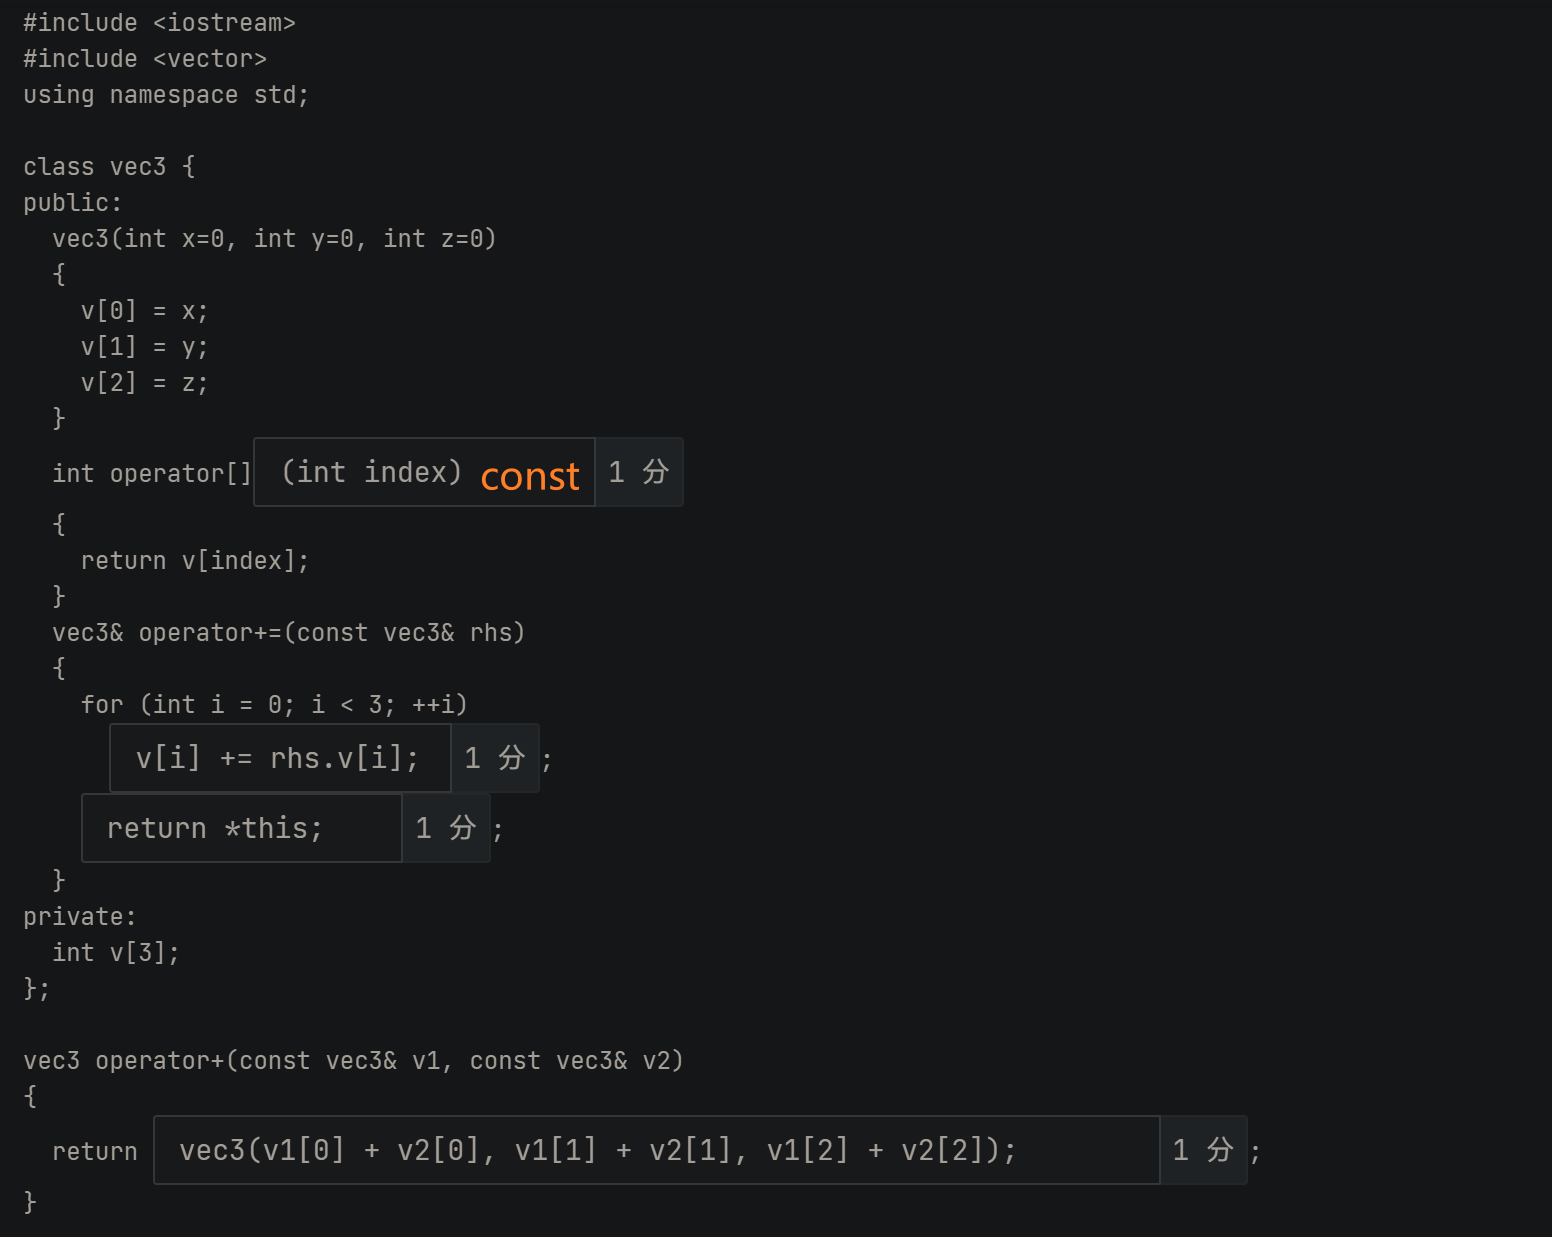 #include <iostream>
#include <vector>
using namespace std;
class vec3 {
public:
  vec3(int x=0, int y=0, int z=0)
  {
    v[0] = x;
    v[1] = y;
    v[2] = z;
  }
  int operator[] (int index) const 1 分
  {
    return v[index];
  }
  vec3& operator+=(const vec3& rhs)
  {
    for (int i = 0; i < 3; ++i)
      v[i] += rhs.v[i]; 1 分 ;
    return *this; 1 分 ;
  }
private:
  int v[3];
};
vec3 operator+(const vec3& v1, const vec3& v2)
{
  return vec3(v1[0] + v2[0], v1[1] + v2[1], v1[2] + v2[2]); 1 分 ;
}